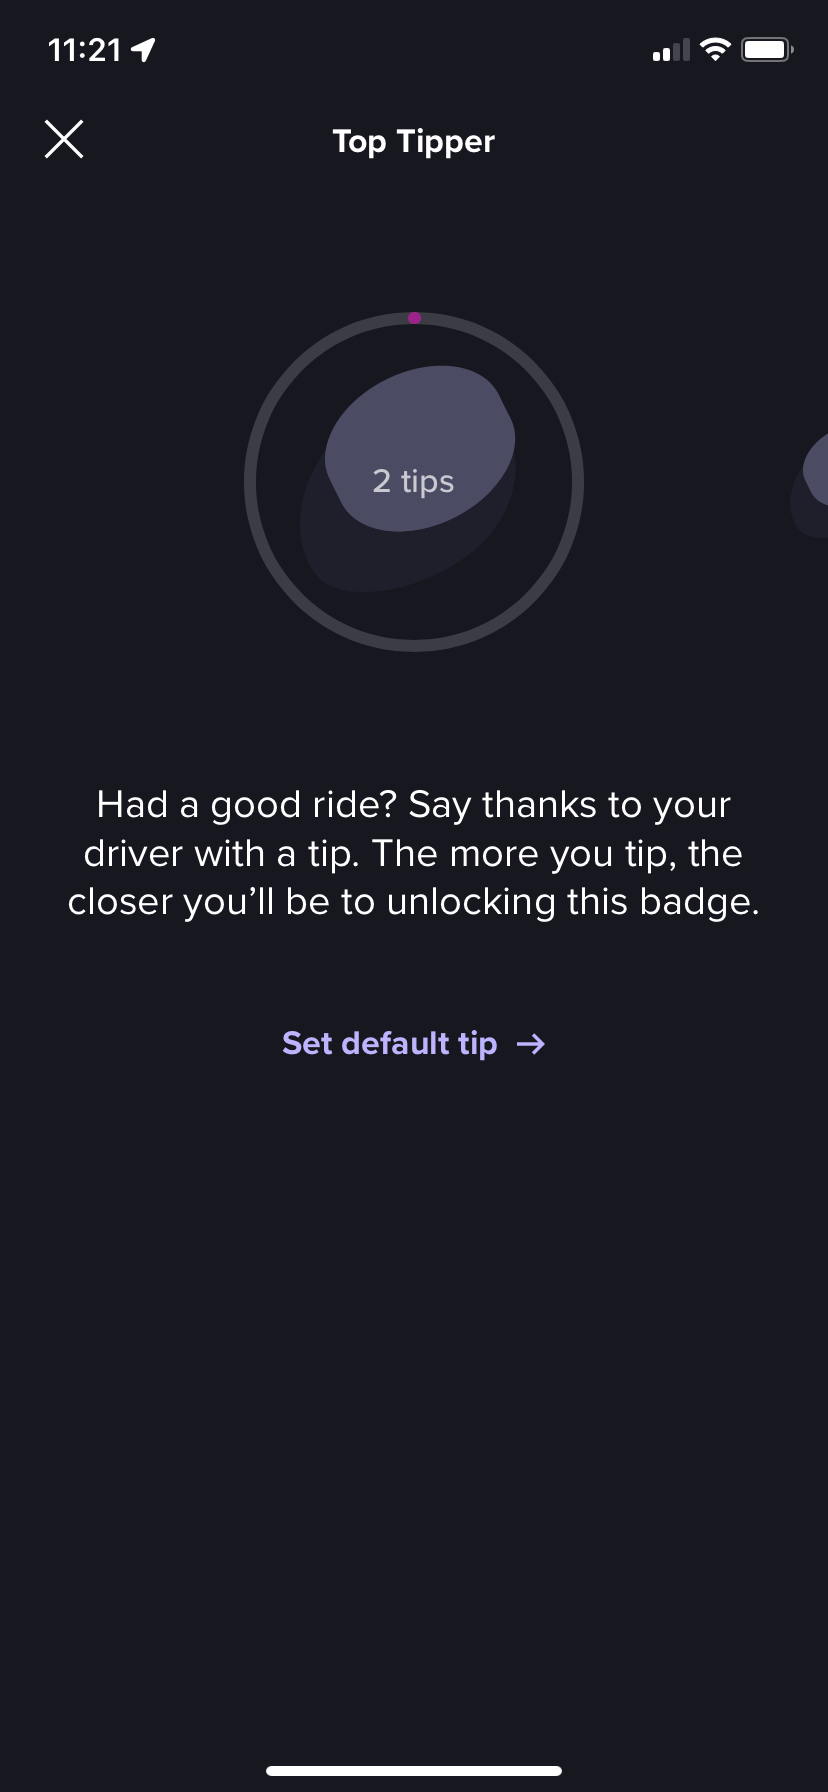 11:21
Top Tipper
2 tips
Had a good ride? Say thanks to your
driver with a tip. The more you tip, the
closer you’ll be to unlocking this badge.
Set default tip →